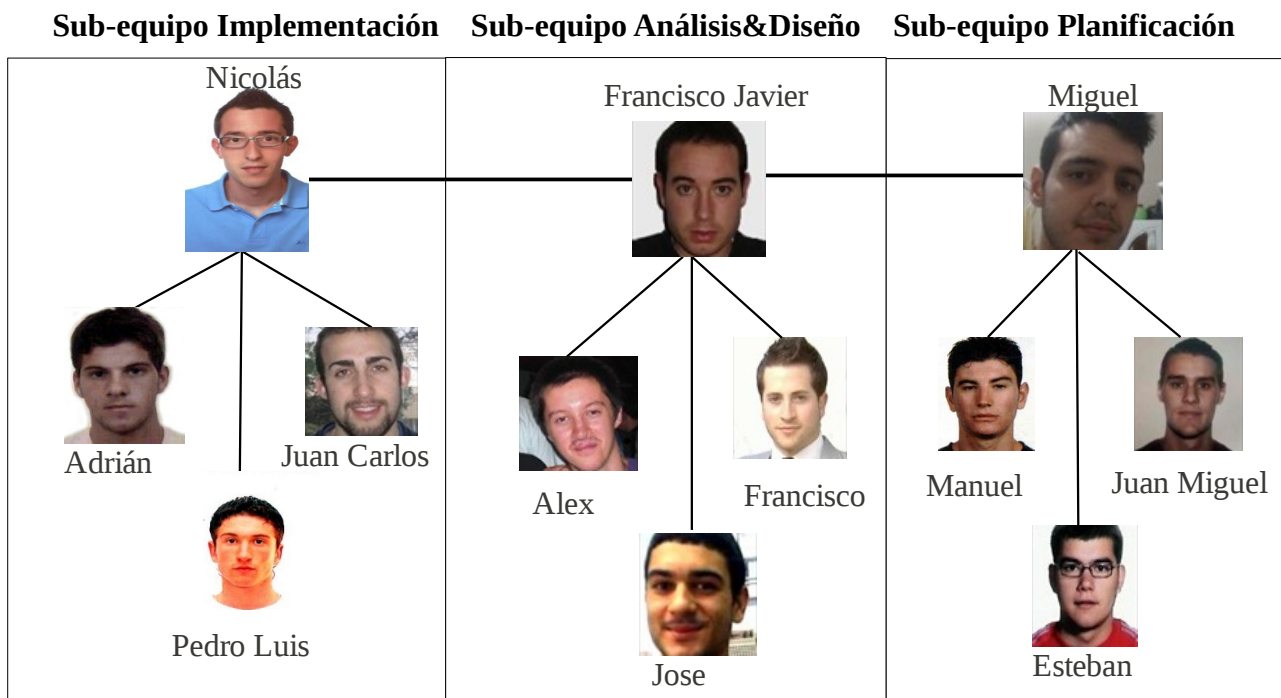 Sub-equipo Implementación
Sub-equipo Análisis&Diseño
Sub-equipo Planificación
Nicolás
Francisco Javier
Miguel
Adrián
Juan Carlos
Pedro Luis
Alex
Francisco
Jose
Manuel
Juan Miguel
Esteban